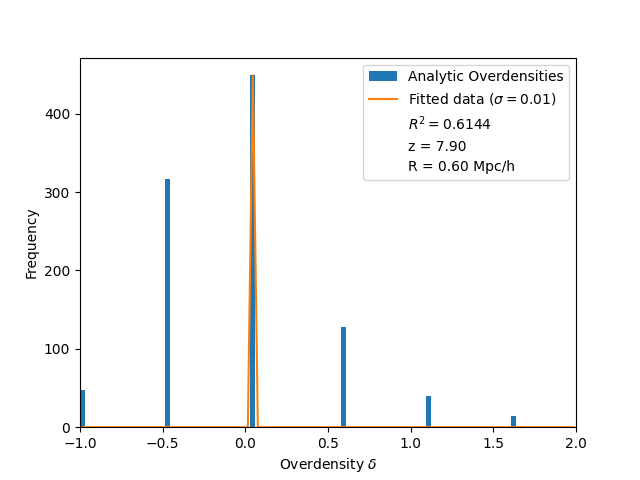 Analytic Overdensities
Fitted data (σ = 0.01)
R² = 0.6144
z = 7.90
R = 0.60 Mpc/h
Frequency
400
300
200
100
0
−1.0 −0.5 0.0 0.5 1.0 1.5 2.0
Overdensity δ